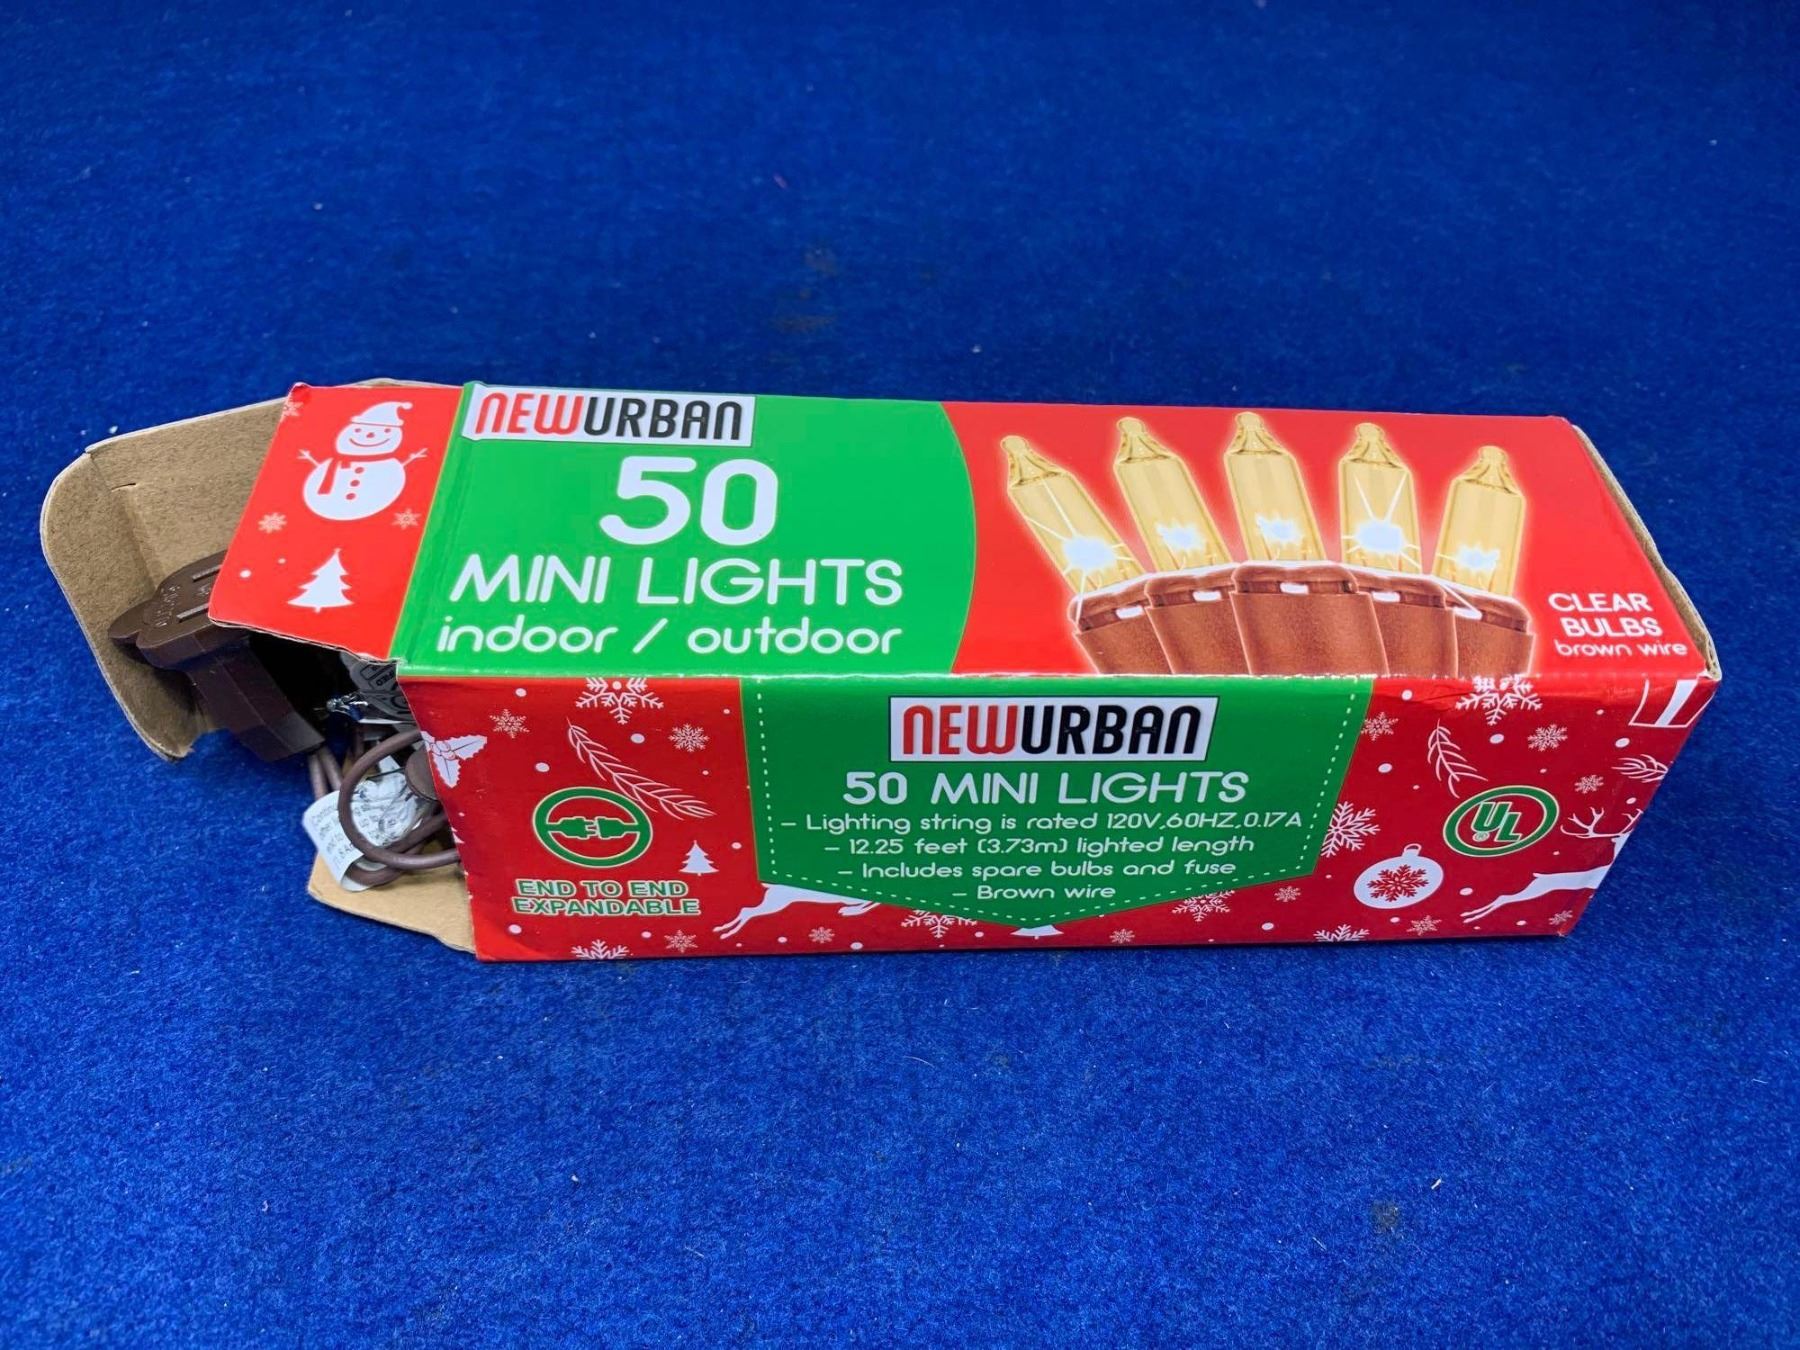 NEWURBAN
50
MINI LIGHTS
indoor / outdoor
CLEAR
BULBS
brown wire
NEWURBAN
50 MINI LIGHTS
- Lighting string is rated 120V,60HZ,0.17A
- 12.25 feet (3.73m) lighted length
- Includes spare bulbs and fuse
- Brown wire
END TO END
EXPANDABLE
UL
®